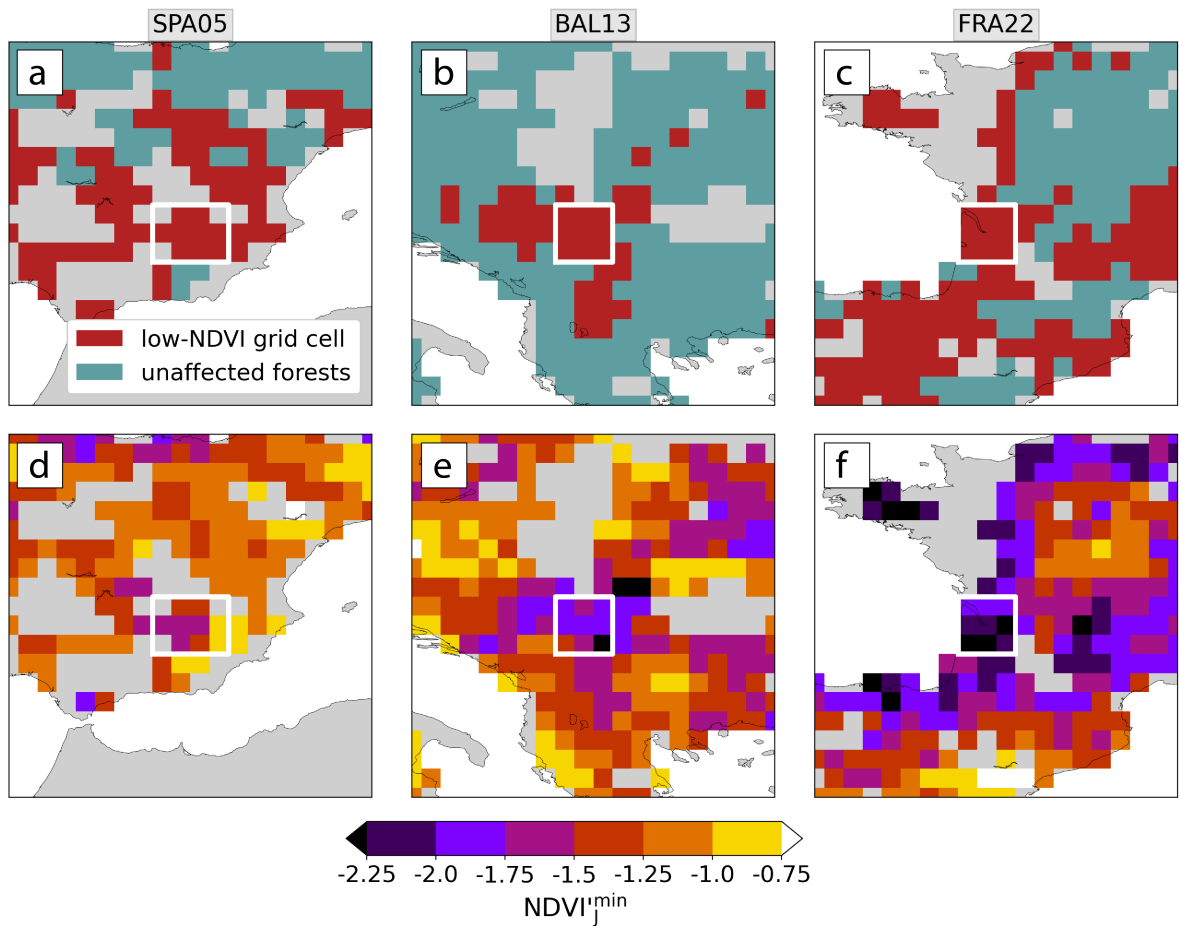 SPA05
BAL13
FRA22
a
b
c
low-NDVI grid cell
unaffected forests
d
e
f
-2.25 -2.0 -1.75 -1.5 -1.25 -1.0 -0.75
NDVI'ⱼᵐⁱⁿ